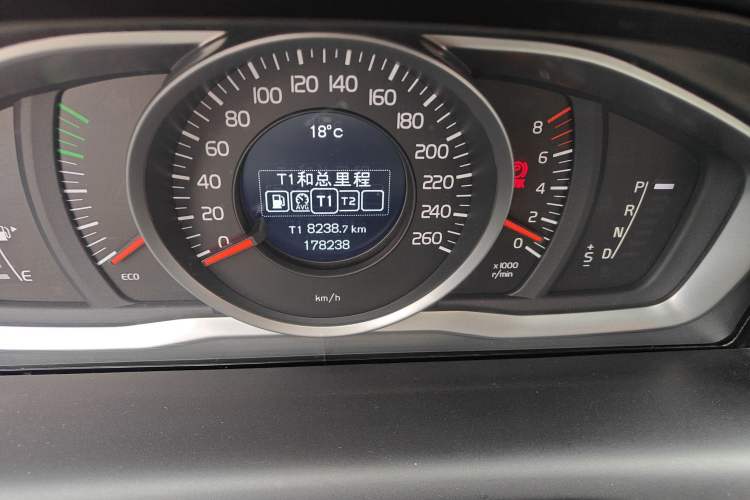 0 20 40 60 80 100 120 140 160 180 200 220 240 260
18°c
T1和总里程
AVG T1 T2
T1 8238.7 km
178238
km/h
E
ECO
8
6
4
2
0
x1000
r/min
P
R
N
D
+
S
-